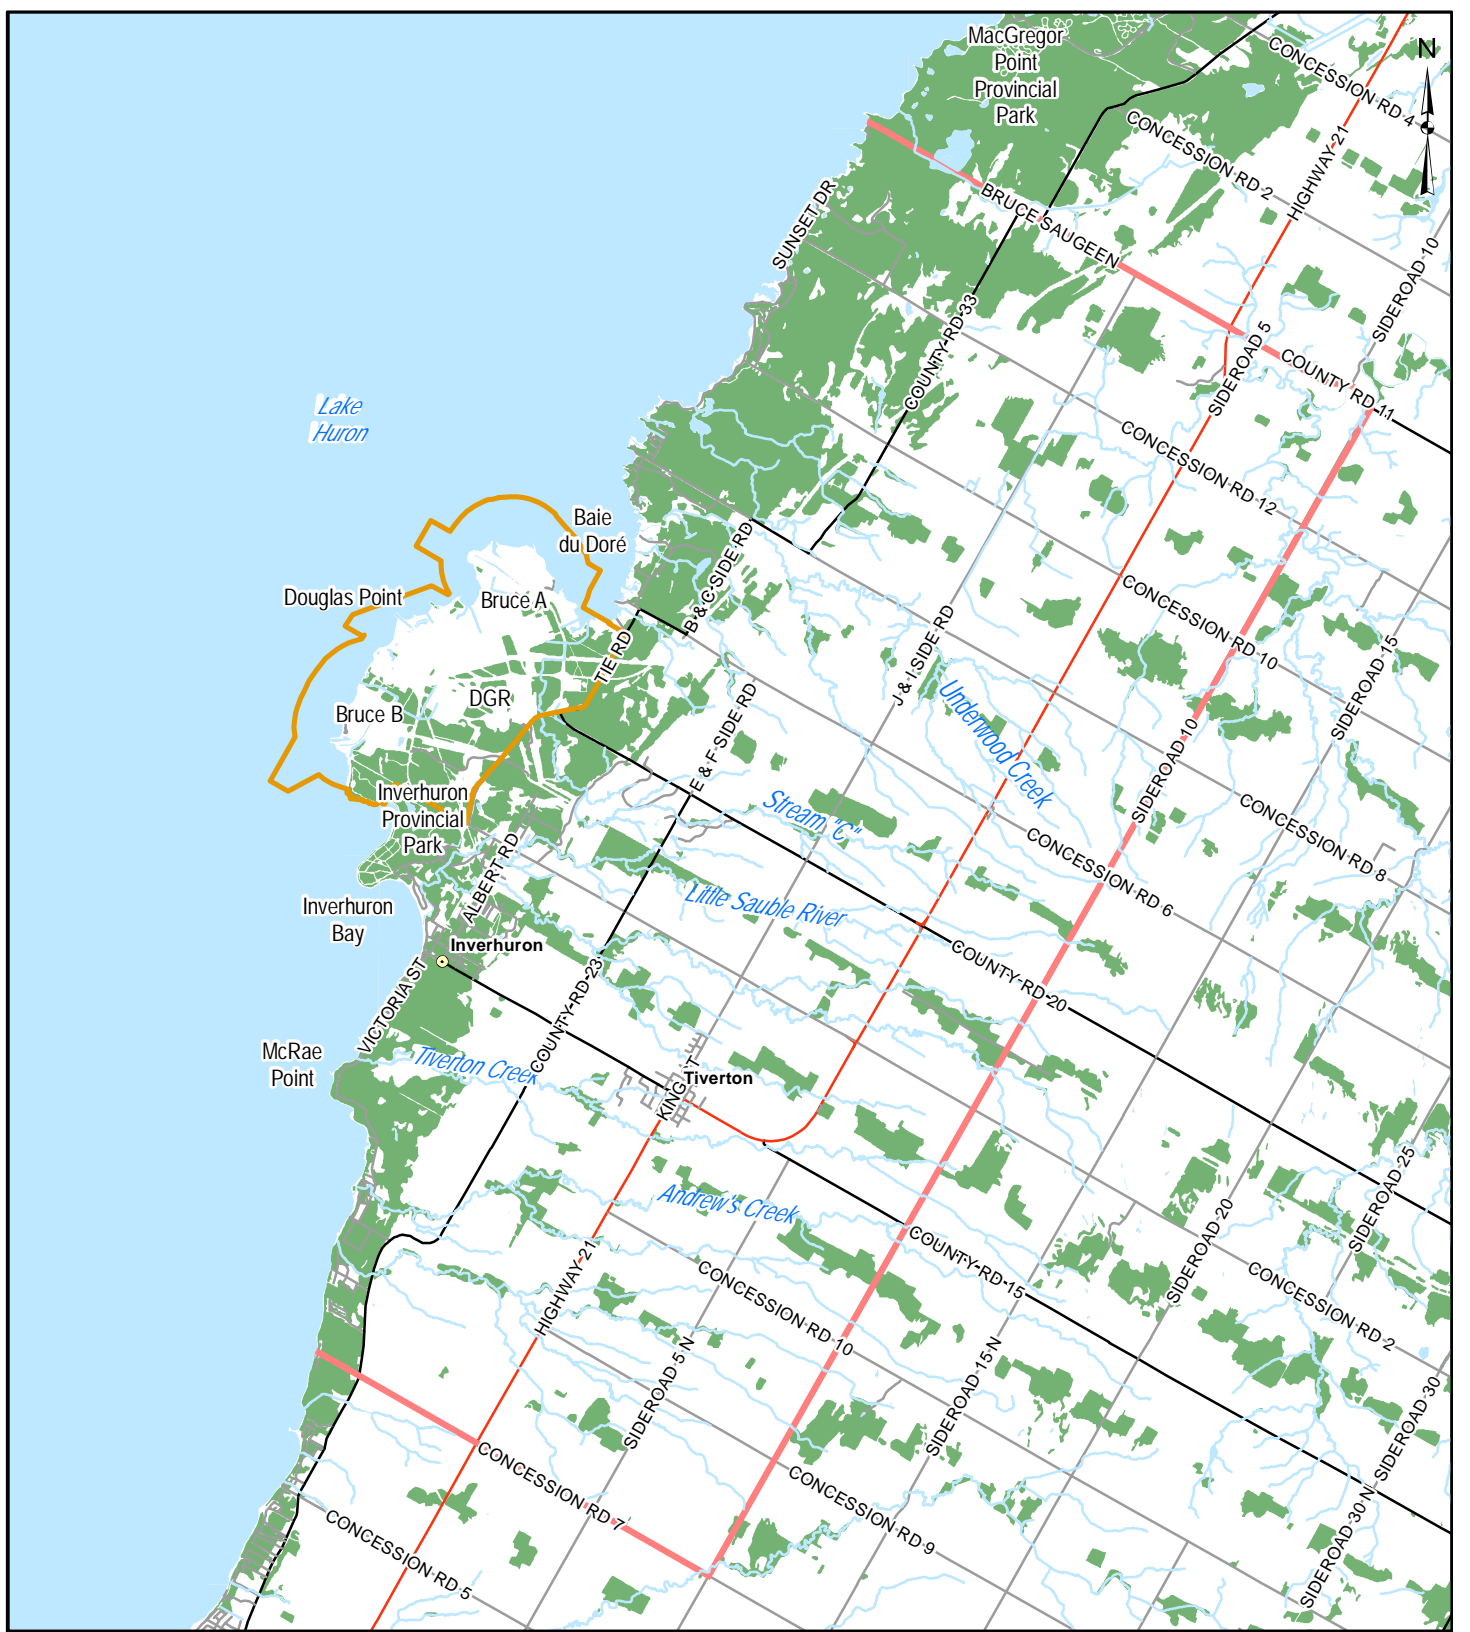 MacGregor
Point
Provincial
Park
N
CONCESSION RD 4
CONCESSION RD 2
HIGHWAY 21
SUNSET DR
BRUCE SAUGEEN
SIDEROAD 10
COUNTY RD 33
SIDEROAD 5
COUNTY RD 11
Lake
Huron
CONCESSION RD 12
Baie
du Doré
B & C SIDE RD
Douglas Point
Bruce A
CONCESSION RD 10
TIE RD
J & I SIDE RD
SIDEROAD 15
DGR
Bruce B
E & F SIDE RD
Underwood Creek
SIDEROAD 10
Inverhuron
Provincial
Park
Stream "C"
CONCESSION RD 8
CONCESSION RD 6
ALBERT RD
Little Sauble River
Inverhuron
Bay
Inverhuron
COUNTY RD 20
VICTORIA ST
COUNTY RD 23
McRae
Point
Tiverton Creek
KING ST
Tiverton
Andrew's Creek
SIDEROAD 25
SIDEROAD 20
COUNTY RD 15
HIGHWAY 21
CONCESSION RD 10
CONCESSION RD 2
SIDEROAD 5 N
SIDEROAD 15 N
SIDEROAD 30
CONCESSION RD 7
CONCESSION RD 9
SIDEROAD 30 N
CONCESSION RD 5